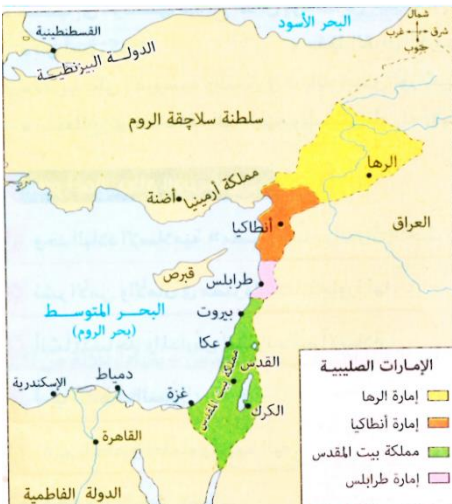 البحر الأسود
شمال
شرق
غرب
جنوب
القسطنطينية
الدولة البيزنطية
سلطنة سلاچقة الروم
مملكة أرمينيا
أضنة
الرها
أنطاكيا
العراق
قبرص
طرابلس
البحر المتوسط
(بحر الروم)
بيروت
عكا
القدس
مملكة بيت المقدس
الكرك
غزة
دمياط
الإسكندرية
القاهرة
الدولة الفاطمية
الإمارات الصليبية
إمارة الرها
إمارة أنطاكيا
مملكة بيت المقدس
إمارة طرابلس